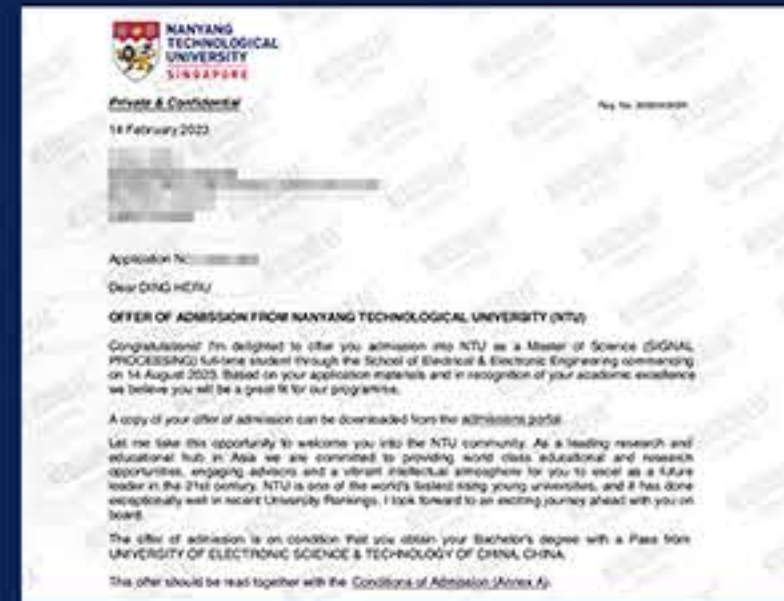 NANYANG
TECHNOLOGICAL
UNIVERSITY
SINGAPORE
Private & Confidential
Reg. No.
14 February 2023
Application No
Dear DING HERU
OFFER OF ADMISSION FROM NANYANG TECHNOLOGICAL UNIVERSITY (NTU)
Congratulations! I'm delighted to offer you admission into NTU as a Master of Science (SIGNAL
PROCESSING) full-time student through the School of Electrical & Electronic Engineering commencing
on 14 August 2023. Based on your application materials and in recognition of your academic excellence
we believe you will be a great fit for our programme.
A copy of your offer of admission can be downloaded from the admissions portal.
Let me take this opportunity to welcome you into the NTU community. As a leading research and
educational hub in Asia we are committed to providing world class educational and research
opportunities, engaging advisors and a vibrant intellectual atmosphere for you to excel as a future
leader in the 21st century. NTU is one of the world's fastest rising young universities, and it has done
exceptionally well in recent University Rankings. I look forward to an exciting journey ahead with you on
board.
The offer of admission is on condition that you obtain your Bachelor's degree with a Pass from
UNIVERSITY OF ELECTRONIC SCIENCE & TECHNOLOGY OF CHINA, CHINA.
This offer should be read together with the Conditions of Admission (Annex A).